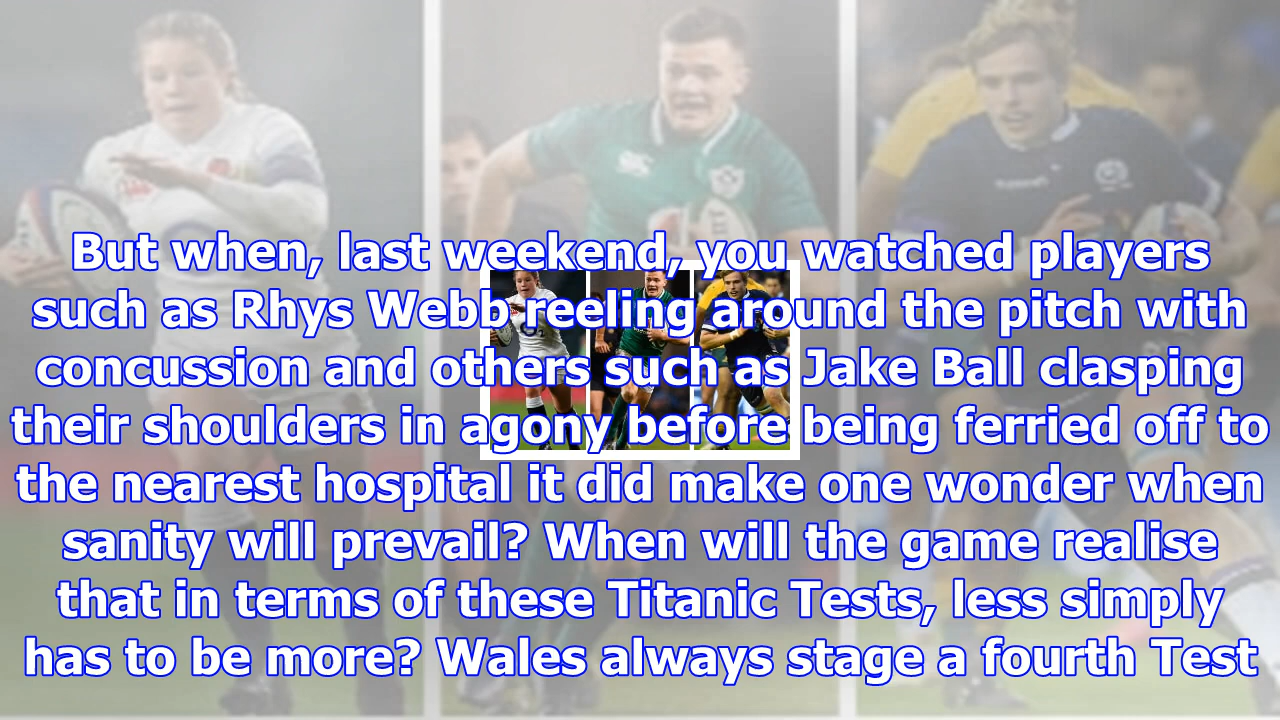 But when, last weekend, you watched players
such as Rhys Webb reeling around the pitch with
concussion and others such as Jake Ball clasping
their shoulders in agony before being ferried off to
the nearest hospital it did make one wonder when
sanity will prevail? When will the game realise
that in terms of these Titanic Tests, less simply
has to be more? Wales always stage a fourth Test